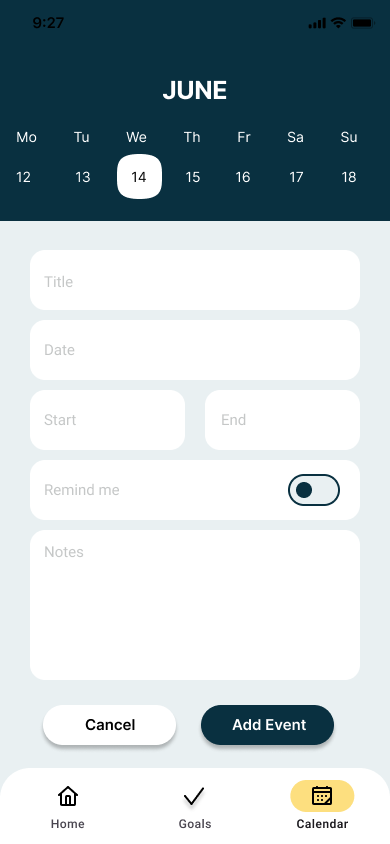 9:27
JUNE
Mo Tu We Th Fr Sa Su
12 13 14 15 16 17 18
Title
Date
Start End
Remind me
Notes
Cancel Add Event
Home Goals Calendar